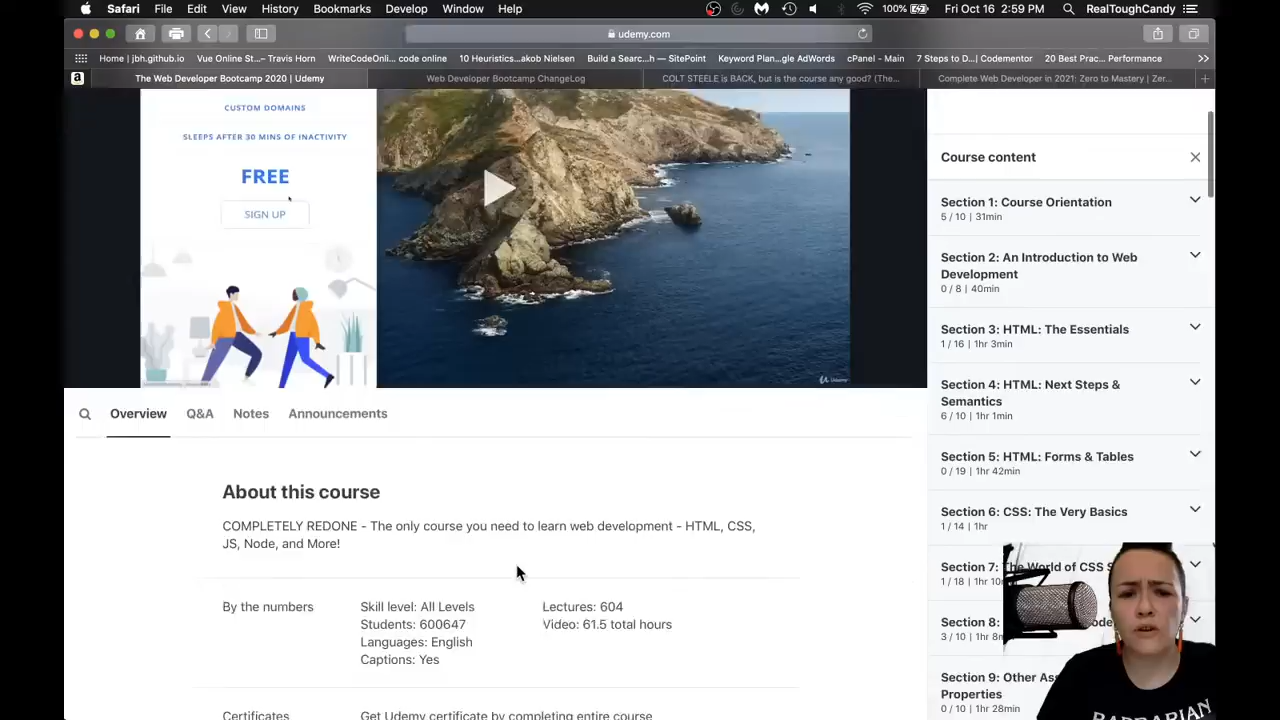 Safari File Edit View History Bookmarks Develop Window Help 100% Fri Oct 16 2:59 PM RealToughCandy
udemy.com
Home | jbh.github.io Vue Online St...– Travis Horn WriteCodeOnli... code online 10 Heuristics...akob Nielsen Build a Searc...h — SitePoint Keyword Plan...gle AdWords cPanel - Main 7 Steps to D...| Codementor 20 Best Prac... Performance
The Web Developer Bootcamp 2020 | Udemy Web Developer Bootcamp ChangeLog COLT STEELE is BACK, but is the course any good? (The... Complete Web Developer in 2021: Zero to Mastery | Zer...
CUSTOM DOMAINS
SLEEPS AFTER 30 MINS OF INACTIVITY
FREE
SIGN UP
Udemy
Overview Q&A Notes Announcements
About this course
COMPLETELY REDONE - The only course you need to learn web development - HTML, CSS,
JS, Node, and More!
By the numbers
Skill level: All Levels
Students: 600647
Languages: English
Captions: Yes
Lectures: 604
Video: 61.5 total hours
Certificates Get Udemy certificate by completing entire course
Course content
Section 1: Course Orientation
5 / 10 | 31min
Section 2: An Introduction to Web
Development
0 / 8 | 40min
Section 3: HTML: The Essentials
1 / 16 | 1hr 3min
Section 4: HTML: Next Steps &
Semantics
6 / 10 | 1hr 1min
Section 5: HTML: Forms & Tables
0 / 19 | 1hr 42min
Section 6: CSS: The Very Basics
1 / 14 | 1hr
Section 7: The World of CSS
1 / 18 | 1hr
Section 8:
3 / 10 | 1hr
Section 9: Other
Properties
0 / 10 | 1hr 28min
BARBARIAN